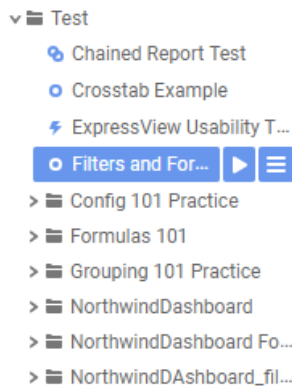 Test
Chained Report Test
Crosstab Example
ExpressView Usability T...
Filters and For...
Config 101 Practice
Formulas 101
Grouping 101 Practice
NorthwindDashboard
NorthwindDashboard Fo...
NorthwindDAshboard_fil...